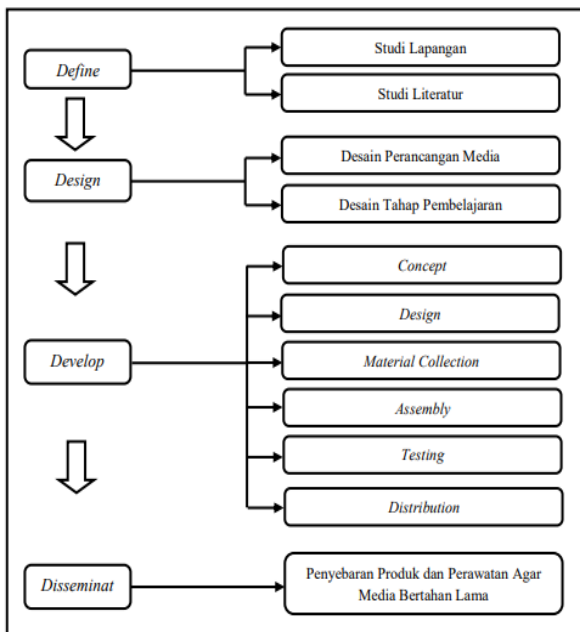 Define
Studi Lapangan
Studi Literatur
Design
Desain Perancangan Media
Desain Tahap Pembelajaran
Develop
Concept
Design
Material Collection
Assembly
Testing
Distribution
Disseminat
Penyebaran Produk dan Perawatan Agar
Media Bertahan Lama